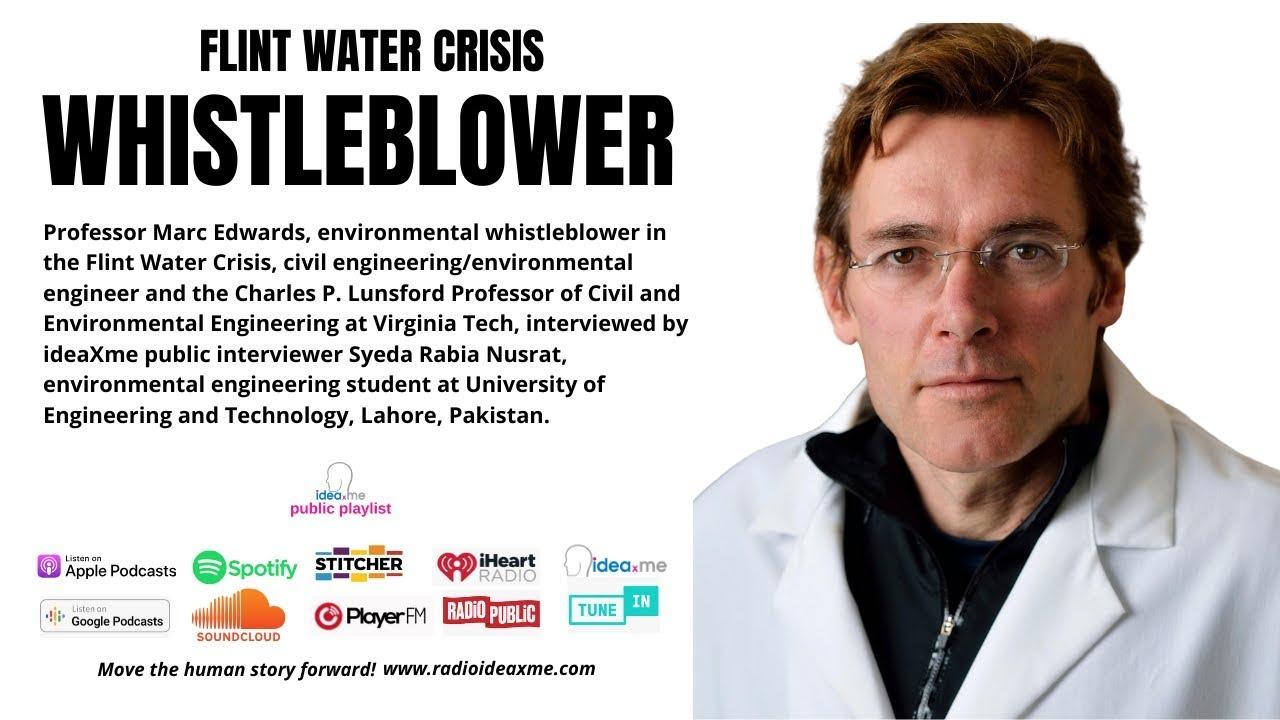 FLINT WATER CRISIS
WHISTLEBLOWER
Professor Marc Edwards, environmental whistleblower in
the Flint Water Crisis, civil engineering/environmental
engineer and the Charles P. Lunsford Professor of Civil and
Environmental Engineering at Virginia Tech, interviewed by
ideaXme public interviewer Syeda Rabia Nusrat,
environmental engineering student at University of
Engineering and Technology, Lahore, Pakistan.
ideaxme
public playlist
Listen on
Apple Podcasts
Spotify
STITCHER
iHeart
RADIO
ideaxme
Listen on
Google Podcasts
SOUNDCLOUD
PlayerFM
RADIO PUBLIC
TUNE IN
Move the human story forward! www.radioideaxme.com